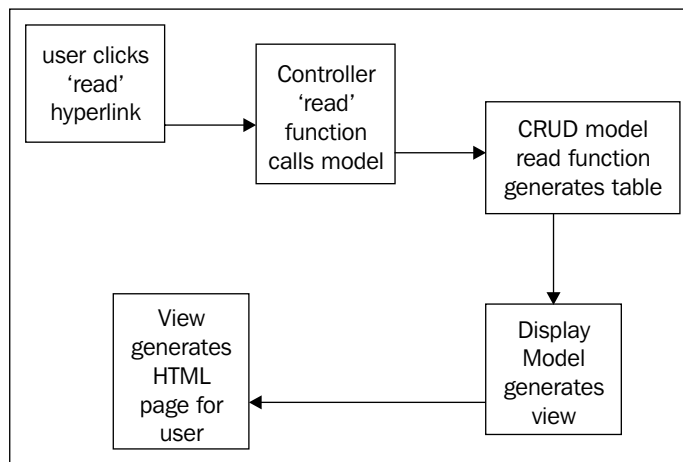 user clicks
‘read’
hyperlink
Controller
‘read’
function
calls model
CRUD model
read function
generates table
Display
Model
generates
view
View
generates
HTML
page for
user